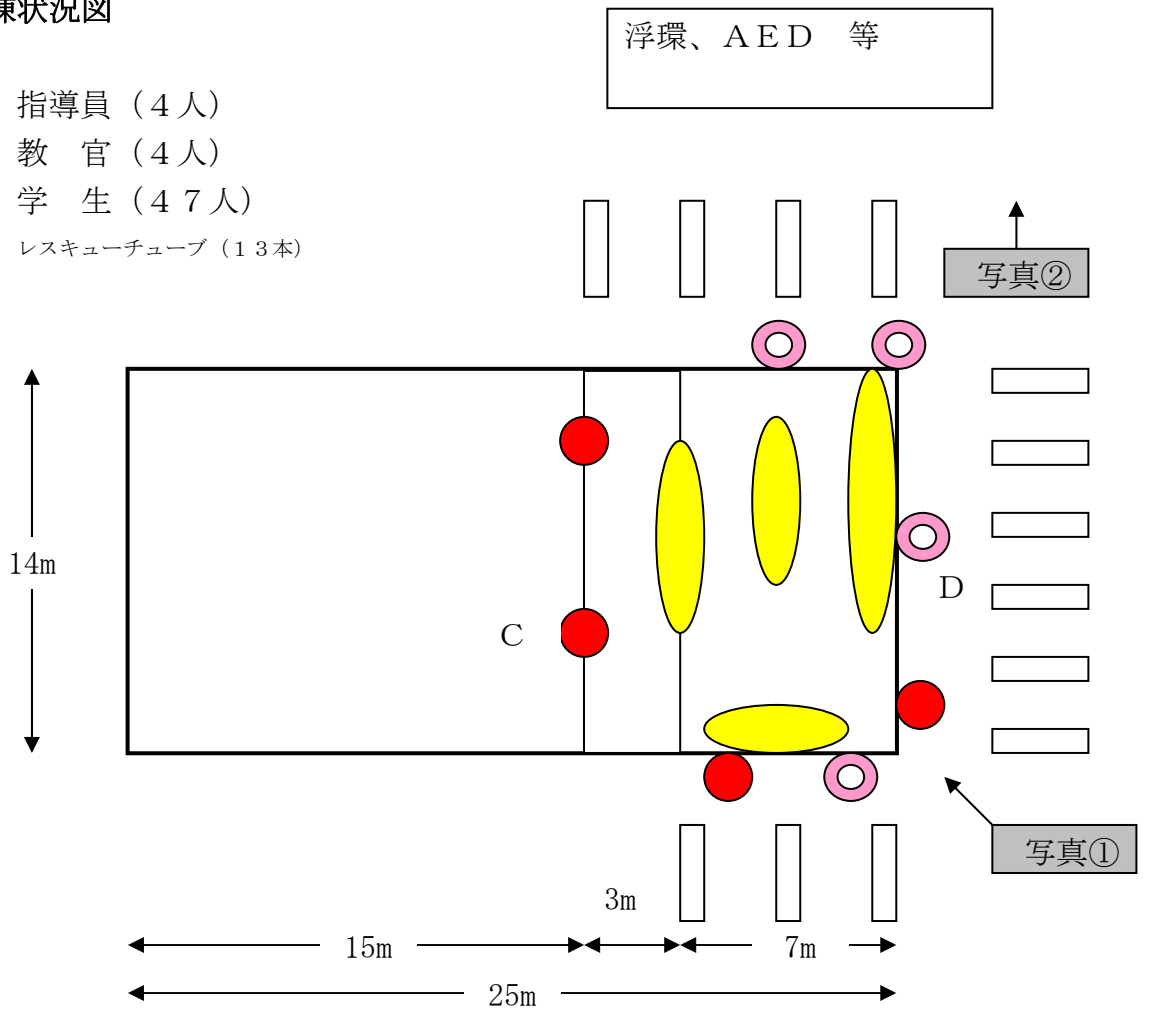 状況図
浮環、ＡＥＤ　等
指導員（４人）
教　官（４人）
学　生（４７人）
レスキューチューブ（１３本）
写真②
14m
Ｃ
Ｄ
写真①
3m
15m
7m
25m